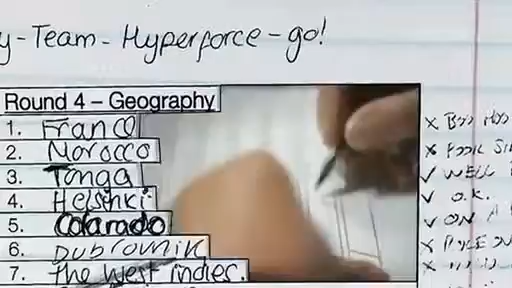 y-Team-Hyperforce-go!
Round 4 – Geography
1. France
2. Morocco
3. Tonga
4. Helsinki
5. Colarado
6. Dubrovnik
7. The West indies.
x
x
✓ WELL
✓ O.K.
✓ ON A
x
x